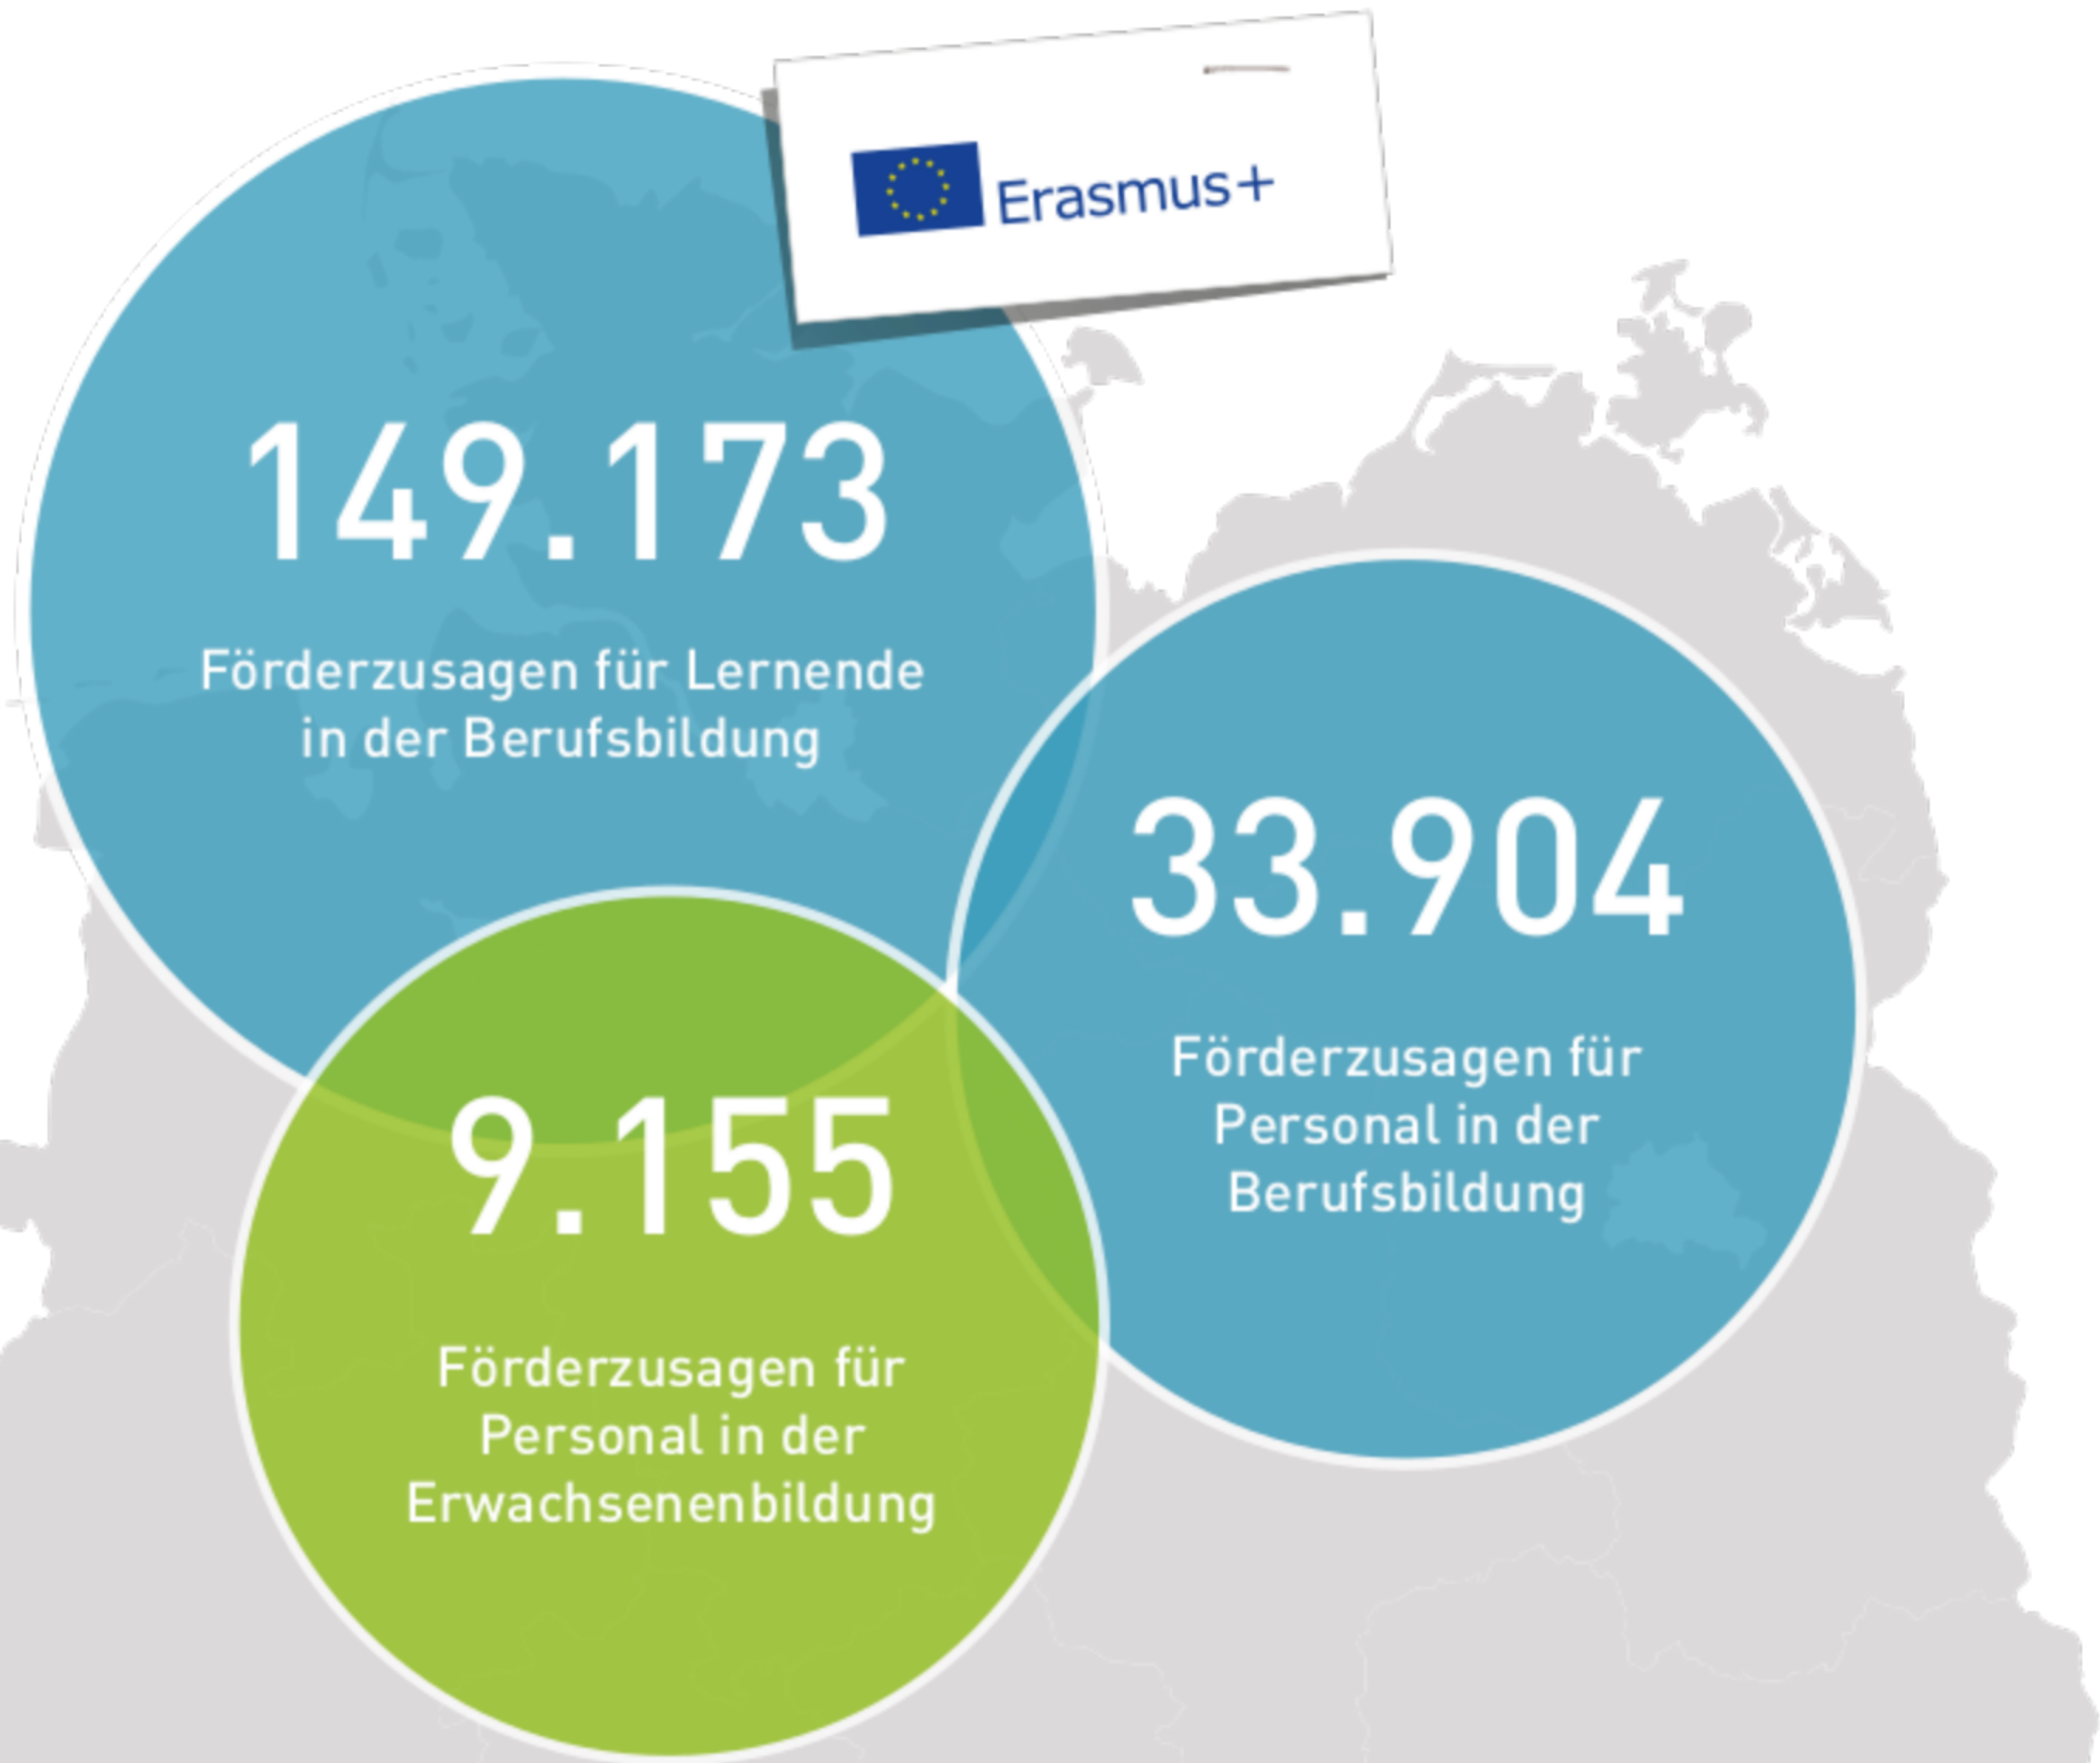 Erasmus+
149.173
Förderzusagen für Lernende
in der Berufsbildung
33.904
Förderzusagen für
Personal in der
Berufsbildung
9.155
Förderzusagen für
Personal in der
Erwachsenenbildung